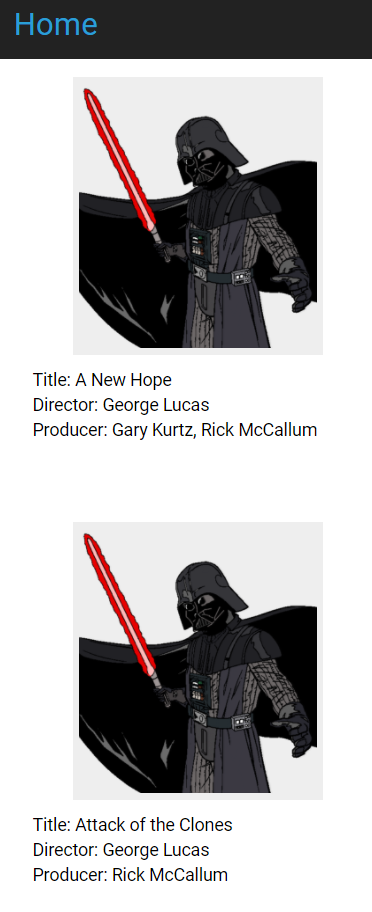 Home
Title: A New Hope
Director: George Lucas
Producer: Gary Kurtz, Rick McCallum
Title: Attack of the Clones
Director: George Lucas
Producer: Rick McCallum